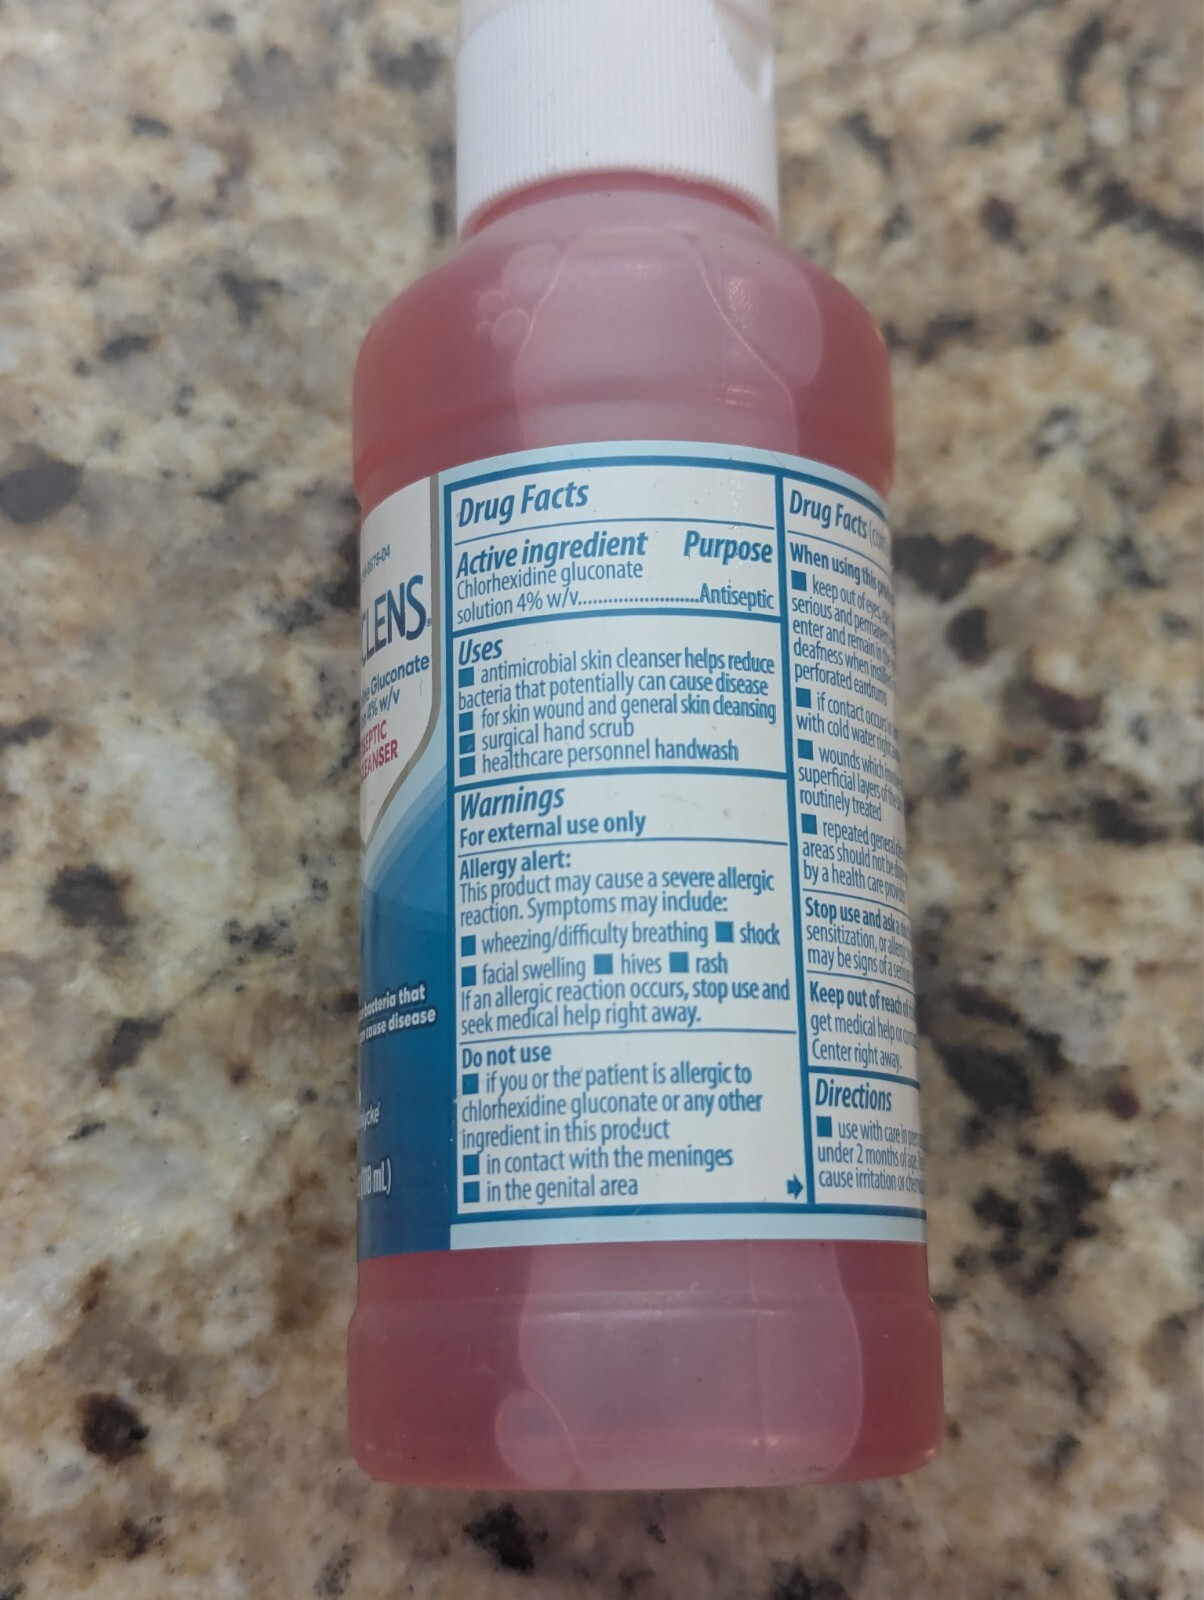 CLENS
Gluconate
4% w/v
bacteria that
cause disease
mL)
Drug Facts
Active ingredient Purpose
Chlorhexidine gluconate
solution 4% w/v..........................Antiseptic
Uses
■ antimicrobial skin cleanser helps reduce
bacteria that potentially can cause disease
■ for skin wound and general skin cleansing
■ surgical hand scrub
■ healthcare personnel handwash
Warnings
For external use only
Allergy alert:
This product may cause a severe allergic
reaction. Symptoms may include:
■ wheezing/difficulty breathing ■ shock
■ facial swelling ■ hives ■ rash
If an allergic reaction occurs, stop use and
seek medical help right away.
Do not use
■ if you or the patient is allergic to
chlorhexidine gluconate or any other
ingredient in this product
■ in contact with the meninges
■ in the genital area
Drug Facts
When using this
■ keep out of eyes,
serious and
enter and remain in
deafness when
perforated eardrums
■ if contact occurs in
with cold water right
■ wounds which
superficial layers of the
routinely treated
■ repeated general
areas should not be
by a health care
Stop use and ask a
sensitization, or
may be signs of a
Keep out of reach of
get medical help or
Center right away.
Directions
■ use with care in
under 2 months of age.
cause irritation or